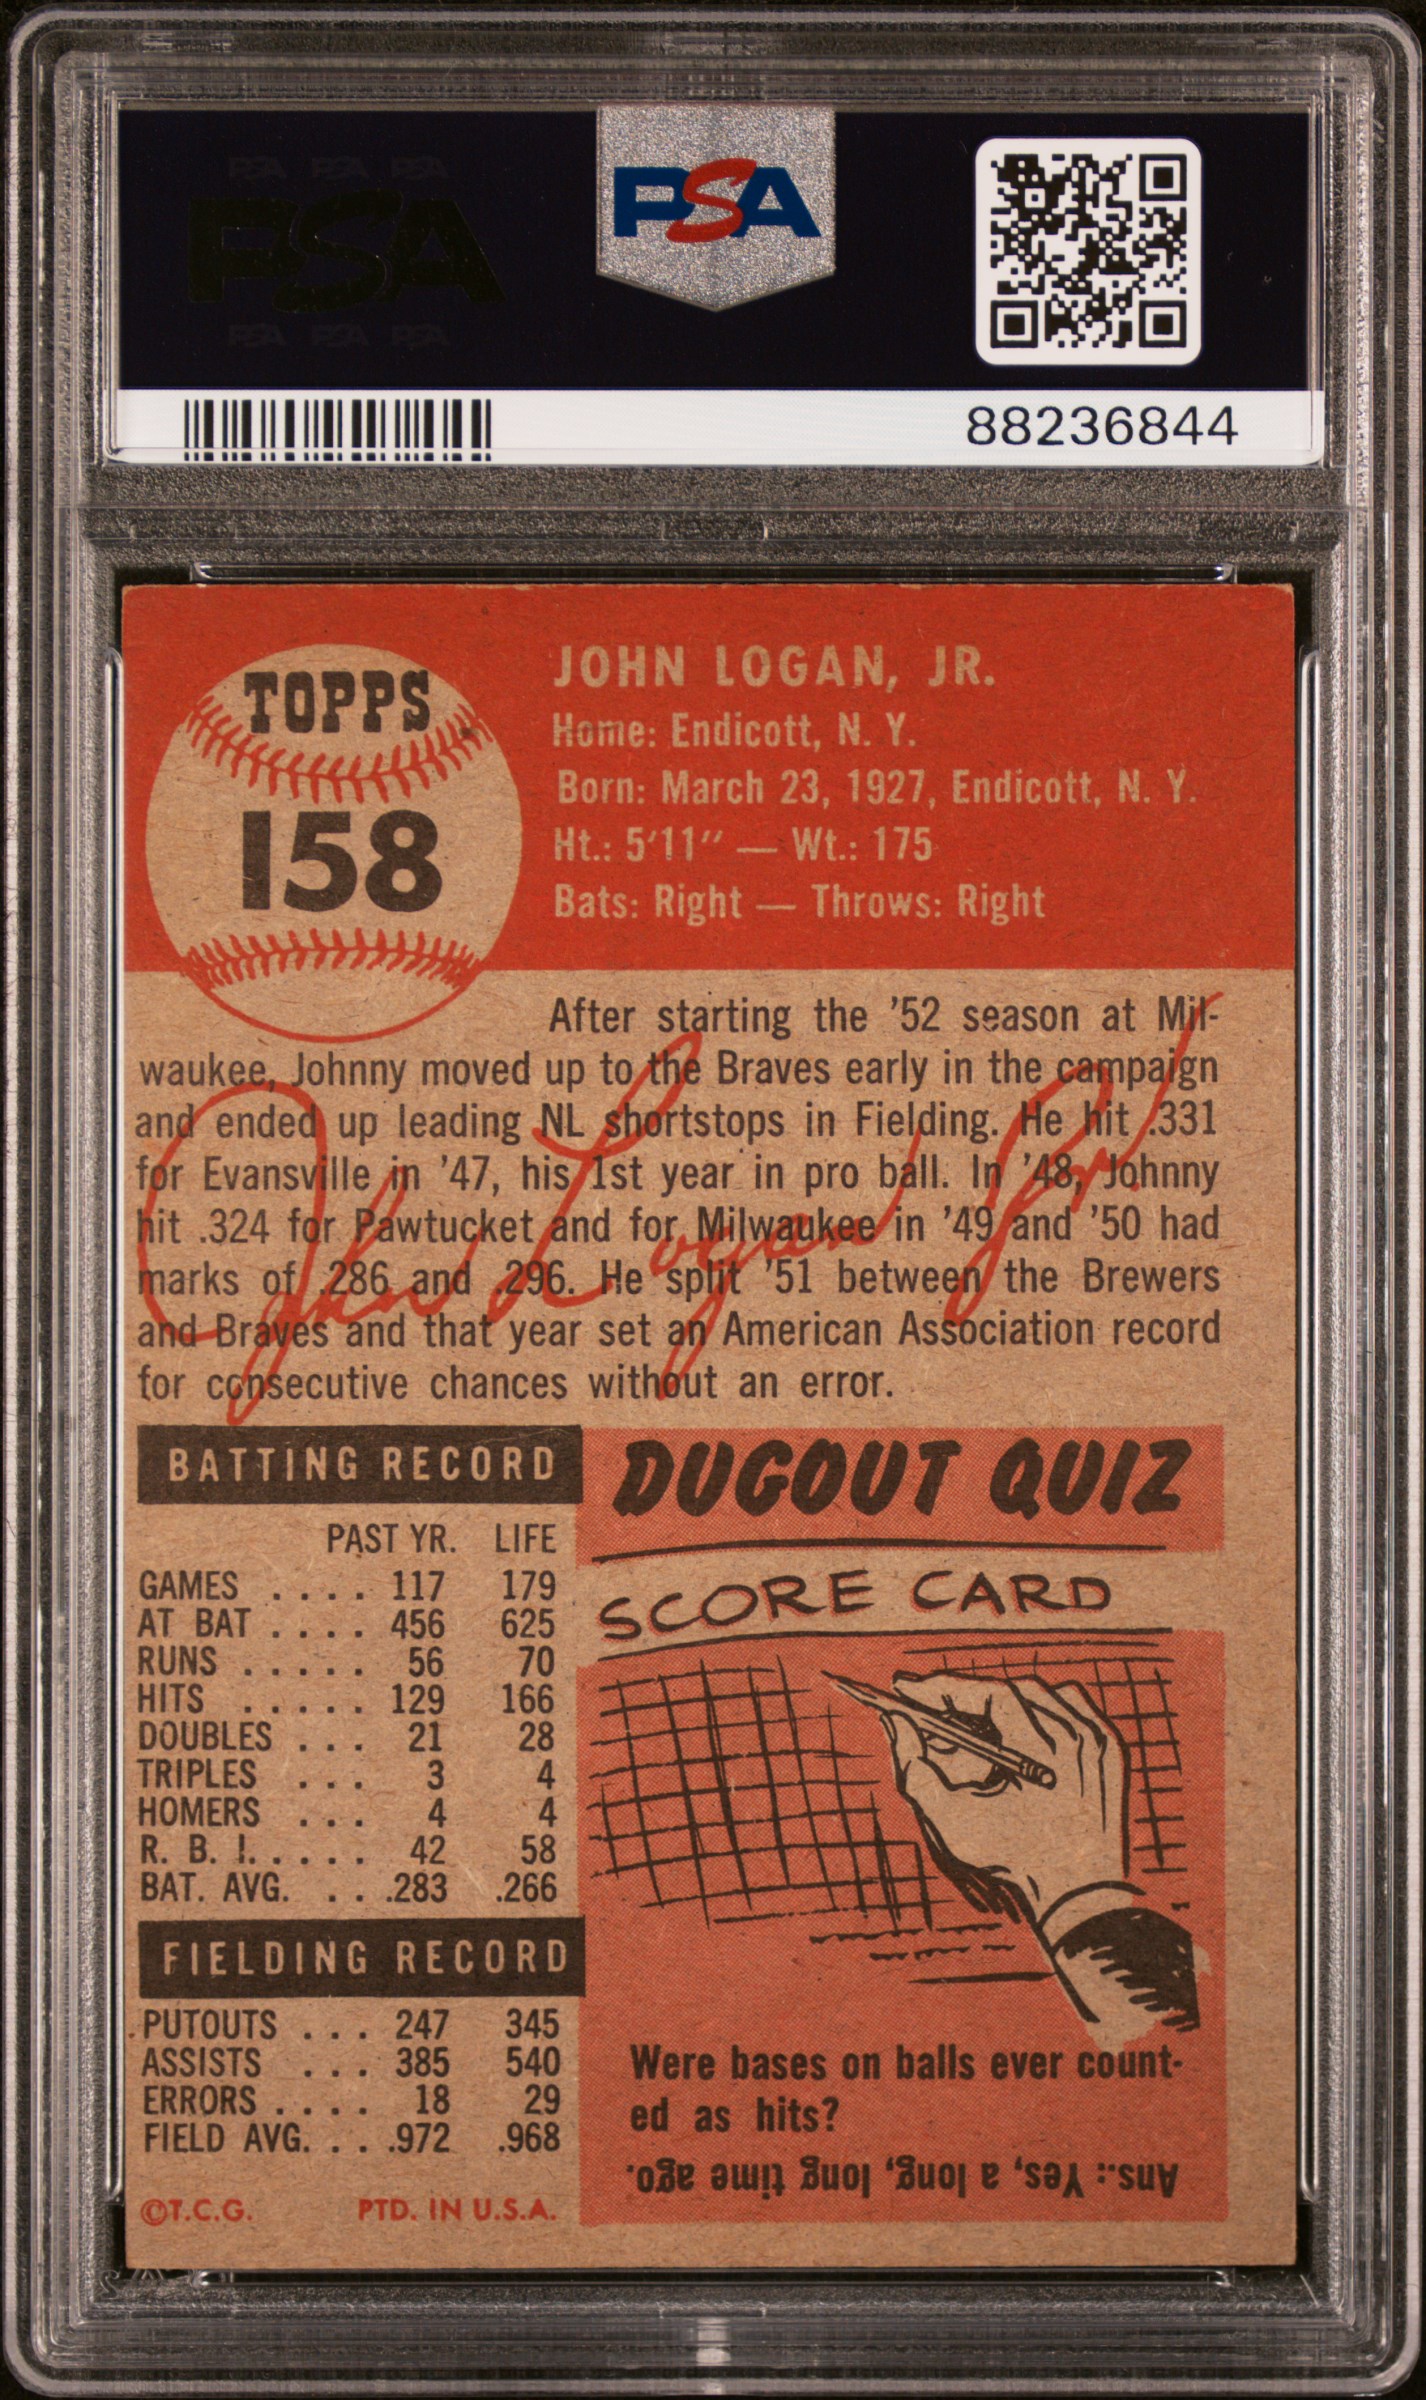 PSA PSA PSA
PSA
PSA PSA PSA
PSA
88236844
TOPPS
158
JOHN LOGAN, JR.
Home: Endicott, N. Y.
Born: March 23, 1927, Endicott, N. Y.
Ht.: 5'11" — Wt.: 175
Bats: Right — Throws: Right
After starting the '52 season at Mil-
waukee, Johnny moved up to the Braves early in the campaign
and ended up leading NL shortstops in Fielding. He hit .331
for Evansville in '47, his 1st year in pro ball. In '48, Johnny
hit .324 for Pawtucket and for Milwaukee in '49 and '50 had
marks of .286 and .296. He split '51 between the Brewers
and Braves and that year set an American Association record
for consecutive chances without an error.
John Logan Jr.
BATTING RECORD
PAST YR. LIFE
GAMES .... 117 179
AT BAT .... 456 625
RUNS ..... 56 70
HITS ..... 129 166
DOUBLES ... 21 28
TRIPLES ... 3 4
HOMERS ... 4 4
R. B. I. .... 42 58
BAT. AVG. ... .283 .266
FIELDING RECORD
PUTOUTS ... 247 345
ASSISTS ... 385 540
ERRORS .... 18 29
FIELD AVG. ... .972 .968
©T.C.G. PTD. IN U.S.A.
DUGOUT QUIZ
SCORE CARD
Were bases on balls ever count-
ed as hits?
Ans.: Yes, a long, long time ago.